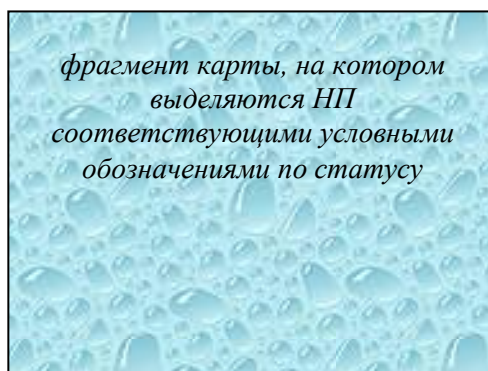 фрагмент карты, на котором
выделяются НП
соответствующими условными
обозначениями по статусу